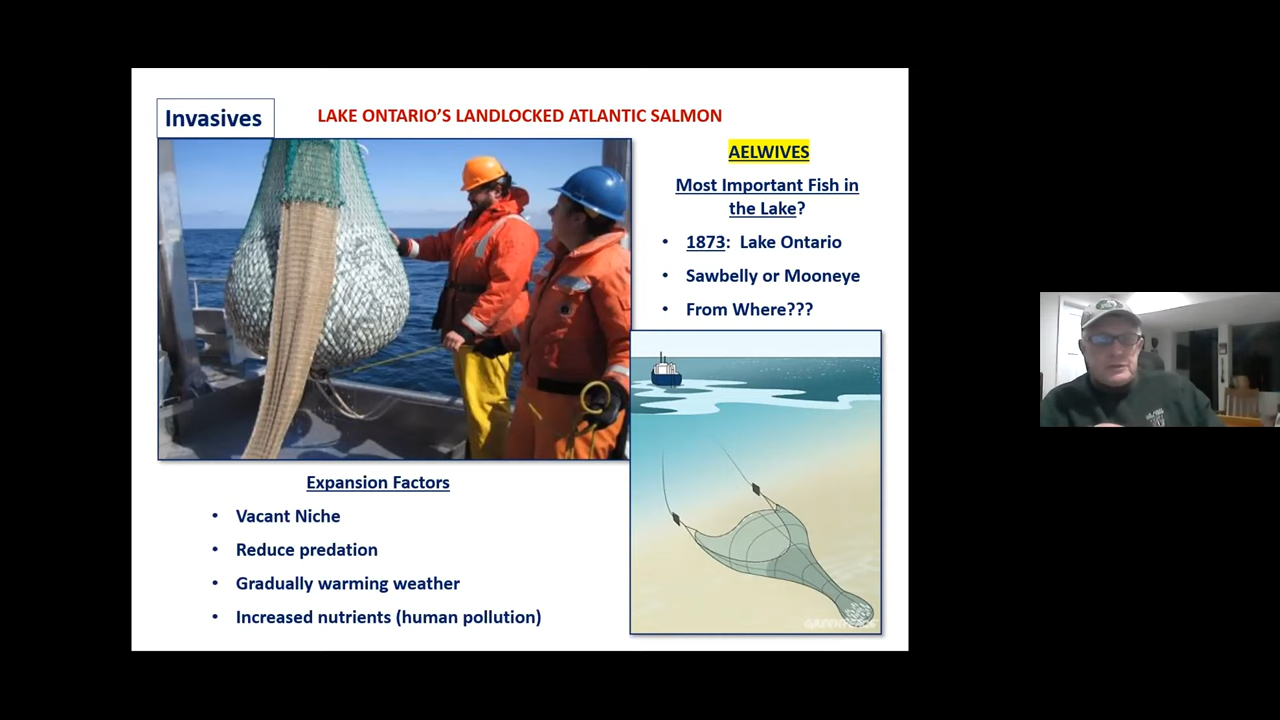 Invasives
LAKE ONTARIO'S LANDLOCKED ATLANTIC SALMON
AELWIVES
Most Important Fish in
the Lake?
• 1873: Lake Ontario
• Sawbelly or Mooneye
• From Where???
Expansion Factors
• Vacant Niche
• Reduce predation
• Gradually warming weather
• Increased nutrients (human pollution)